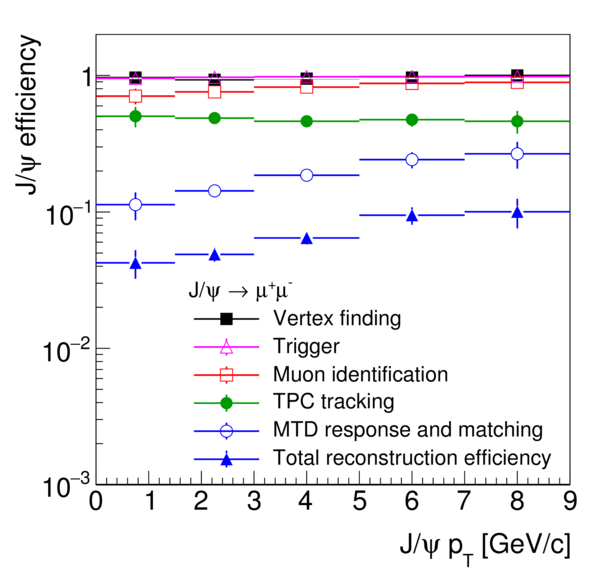 J/ψ efficiency
1
10⁻¹
10⁻²
10⁻³
J/ψ → μ⁺μ⁻
Vertex finding
Trigger
Muon identification
TPC tracking
MTD response and matching
Total reconstruction efficiency
0 1 2 3 4 5 6 7 8 9
J/ψ p_T [GeV/c]